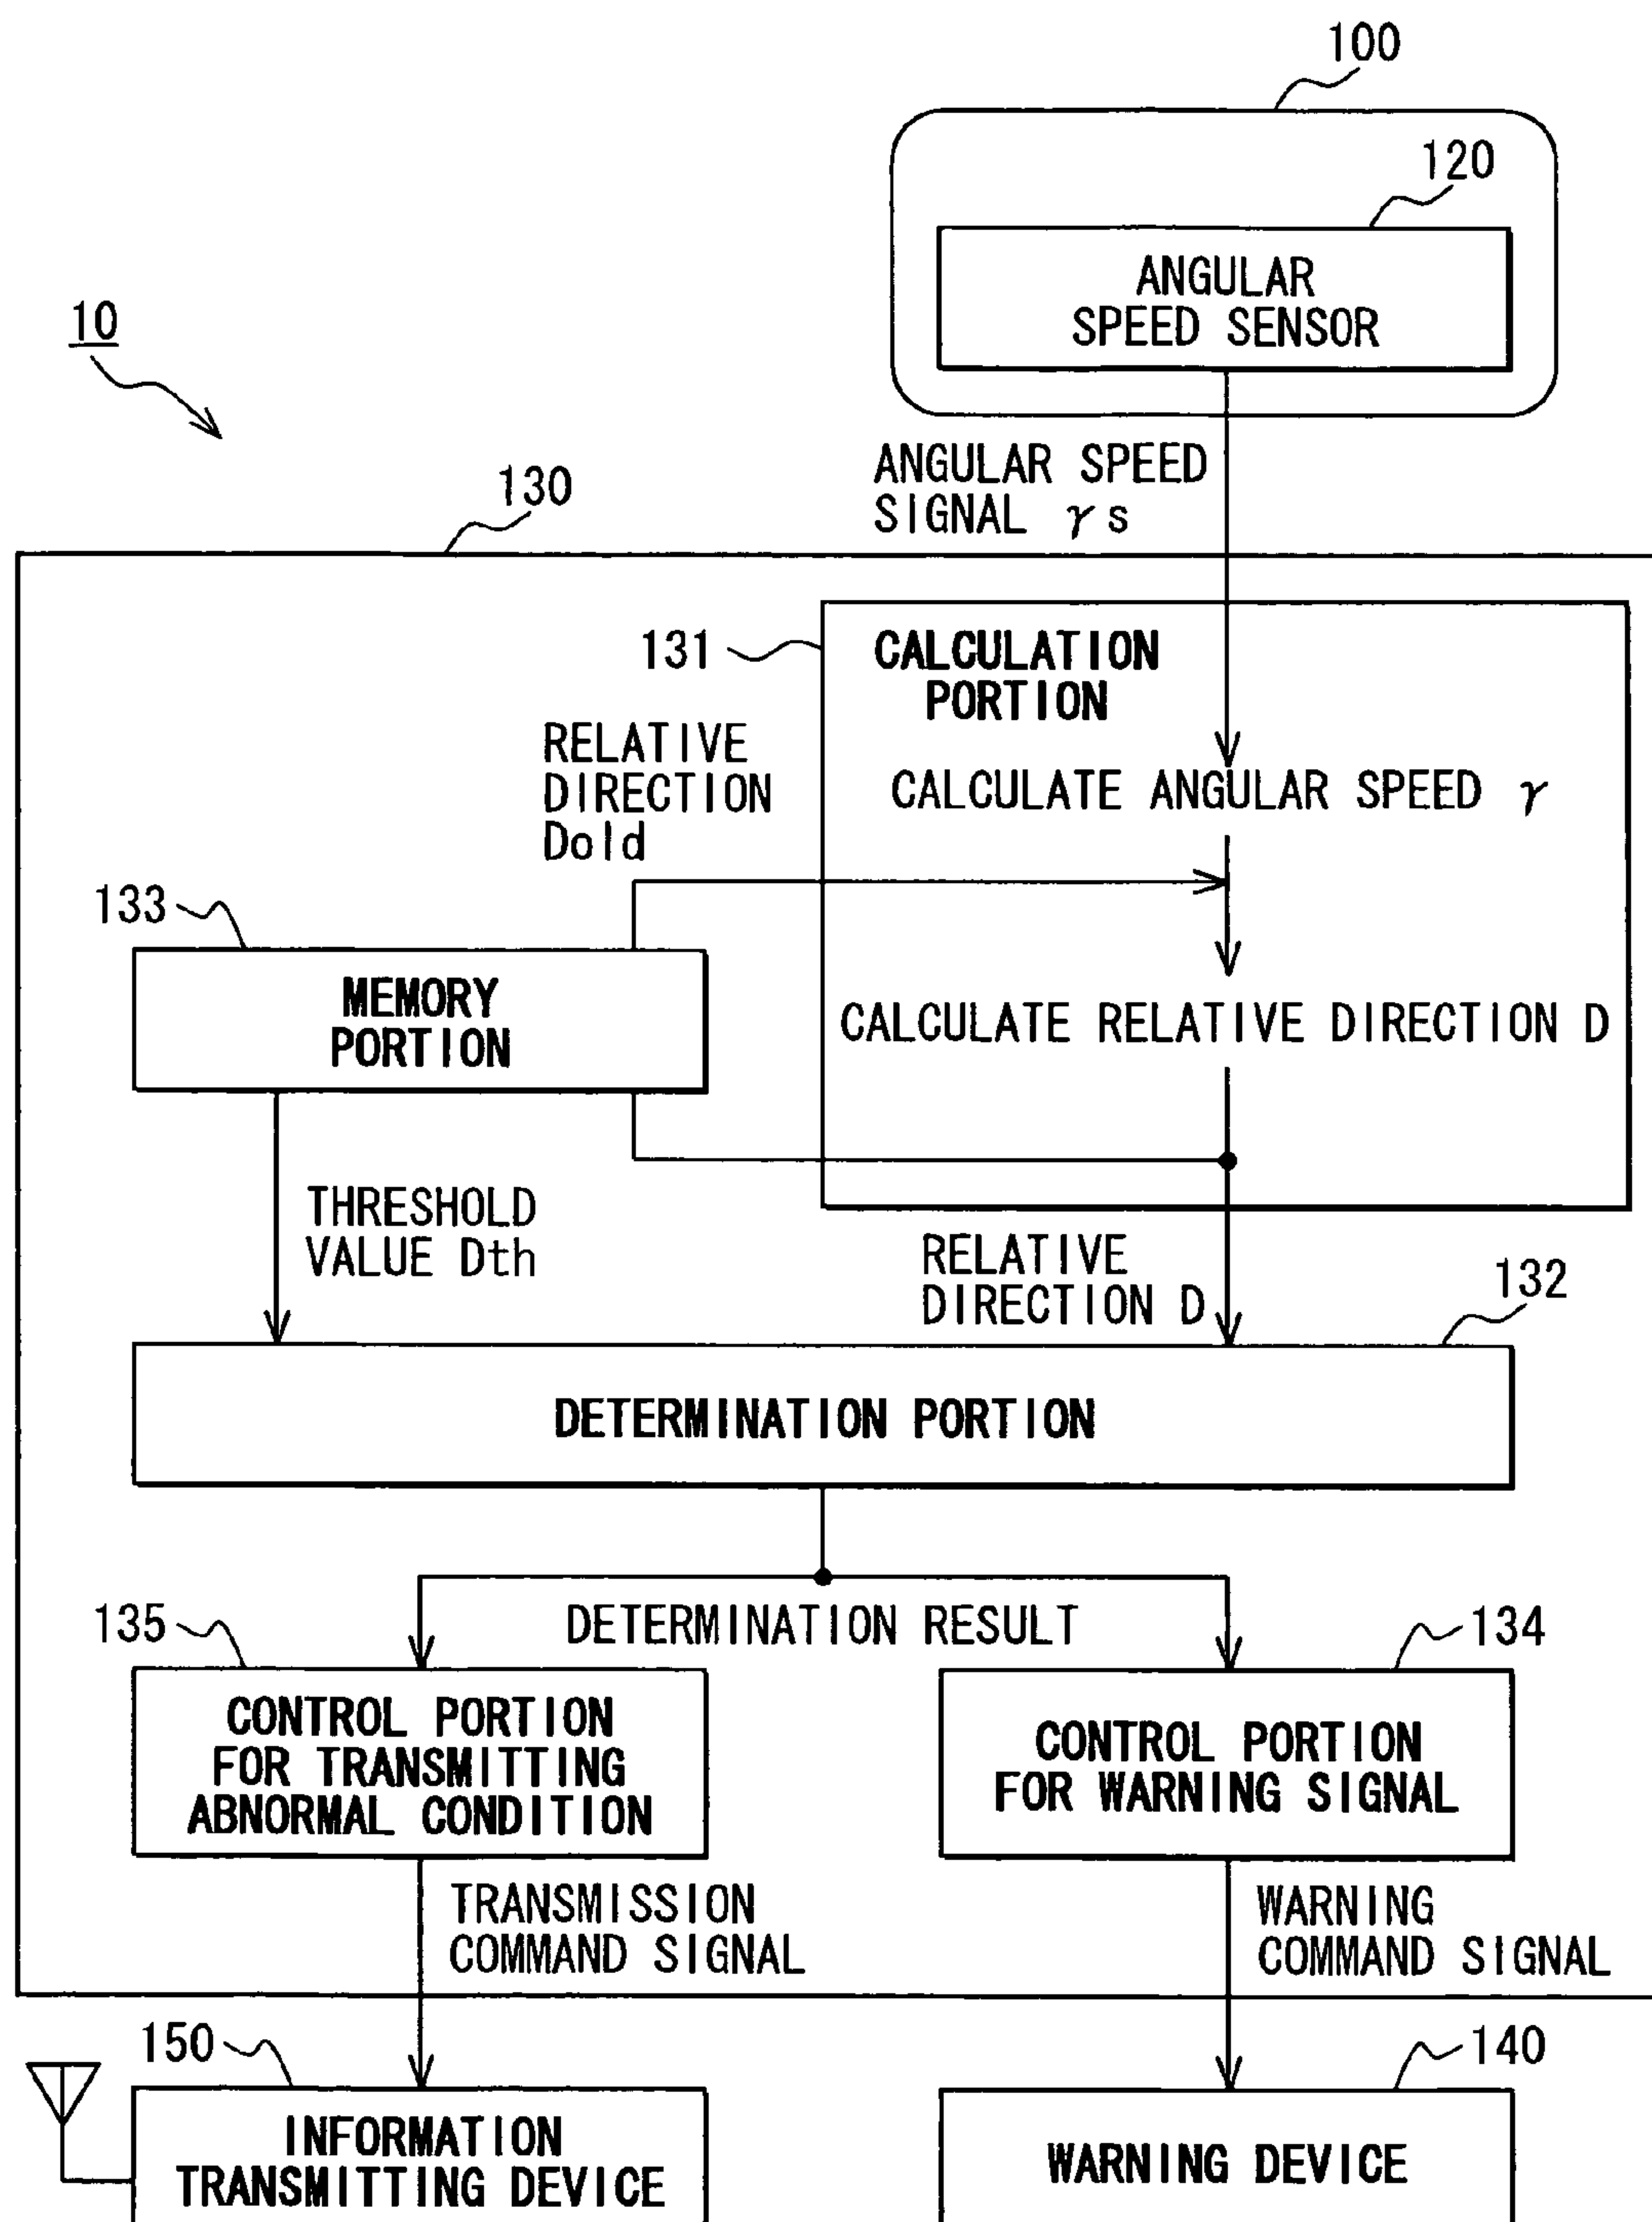 100
120
ANGULAR
SPEED SENSOR
10
ANGULAR SPEED
SIGNAL γs
130
131
CALCULATION
PORTION
RELATIVE
DIRECTION
Dold
CALCULATE ANGULAR SPEED γ
133
MEMORY
PORTION
CALCULATE RELATIVE DIRECTION D
THRESHOLD
VALUE Dth
RELATIVE
DIRECTION D
132
DETERMINATION PORTION
135
DETERMINATION RESULT
134
CONTROL PORTION
FOR TRANSMITTING
ABNORMAL CONDITION
CONTROL PORTION
FOR WARNING SIGNAL
TRANSMISSION
COMMAND SIGNAL
WARNING
COMMAND SIGNAL
150
140
INFORMATION
TRANSMITTING DEVICE
WARNING DEVICE